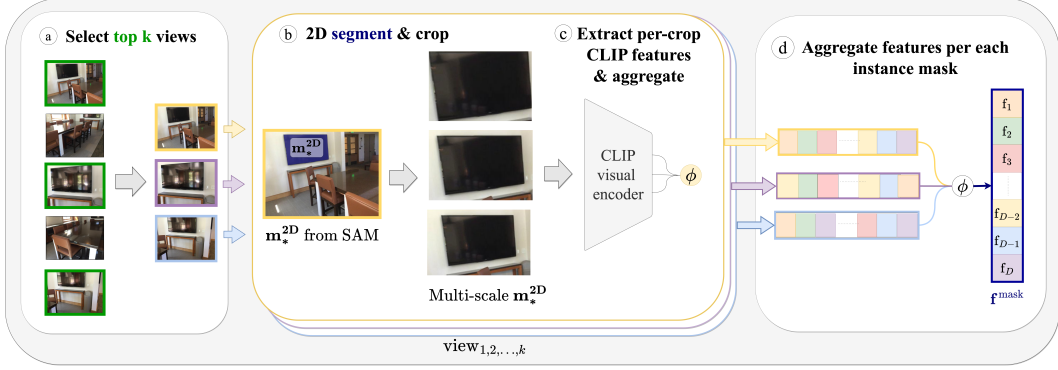 a Select top k views
b 2D segment & crop
m*^2D
m*^2D from SAM
Multi-scale m*^2D
c Extract per-crop
CLIP features
& aggregate
CLIP
visual
encoder
ϕ
view1,2,...,k
d Aggregate features per each
instance mask
ϕ
f1
f2
f3
fD−2
fD−1
fD
f^mask